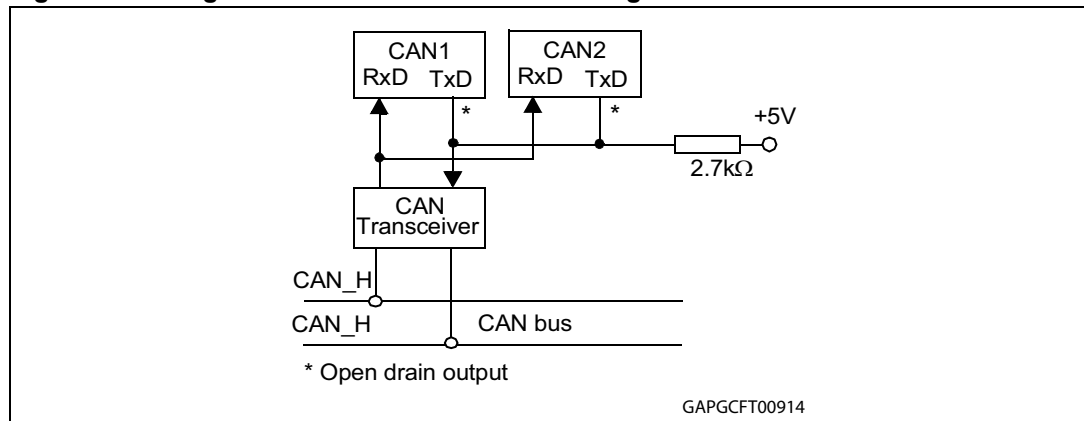 CAN1
RxD TxD
*
CAN2
RxD TxD
*
+5V
2.7kΩ
CAN
Transceiver
CAN_H
CAN_H
CAN bus
* Open drain output
GAPGCFT00914